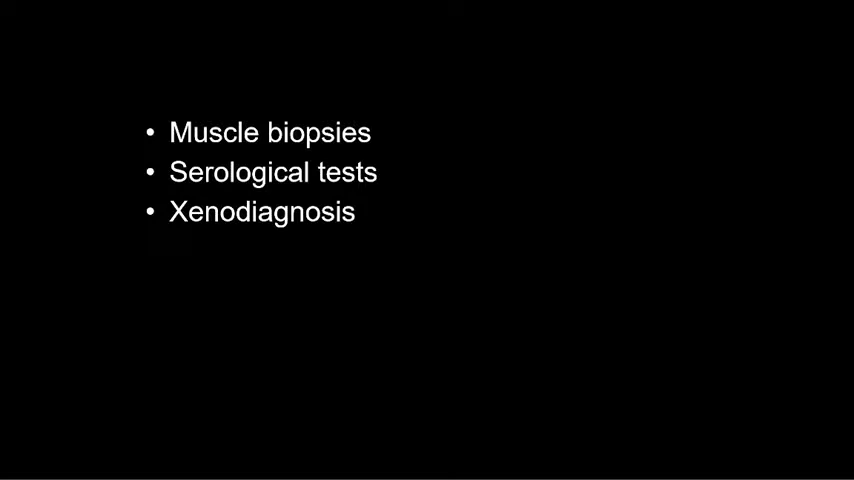 • Muscle biopsies
• Serological tests
• Xenodiagnosis